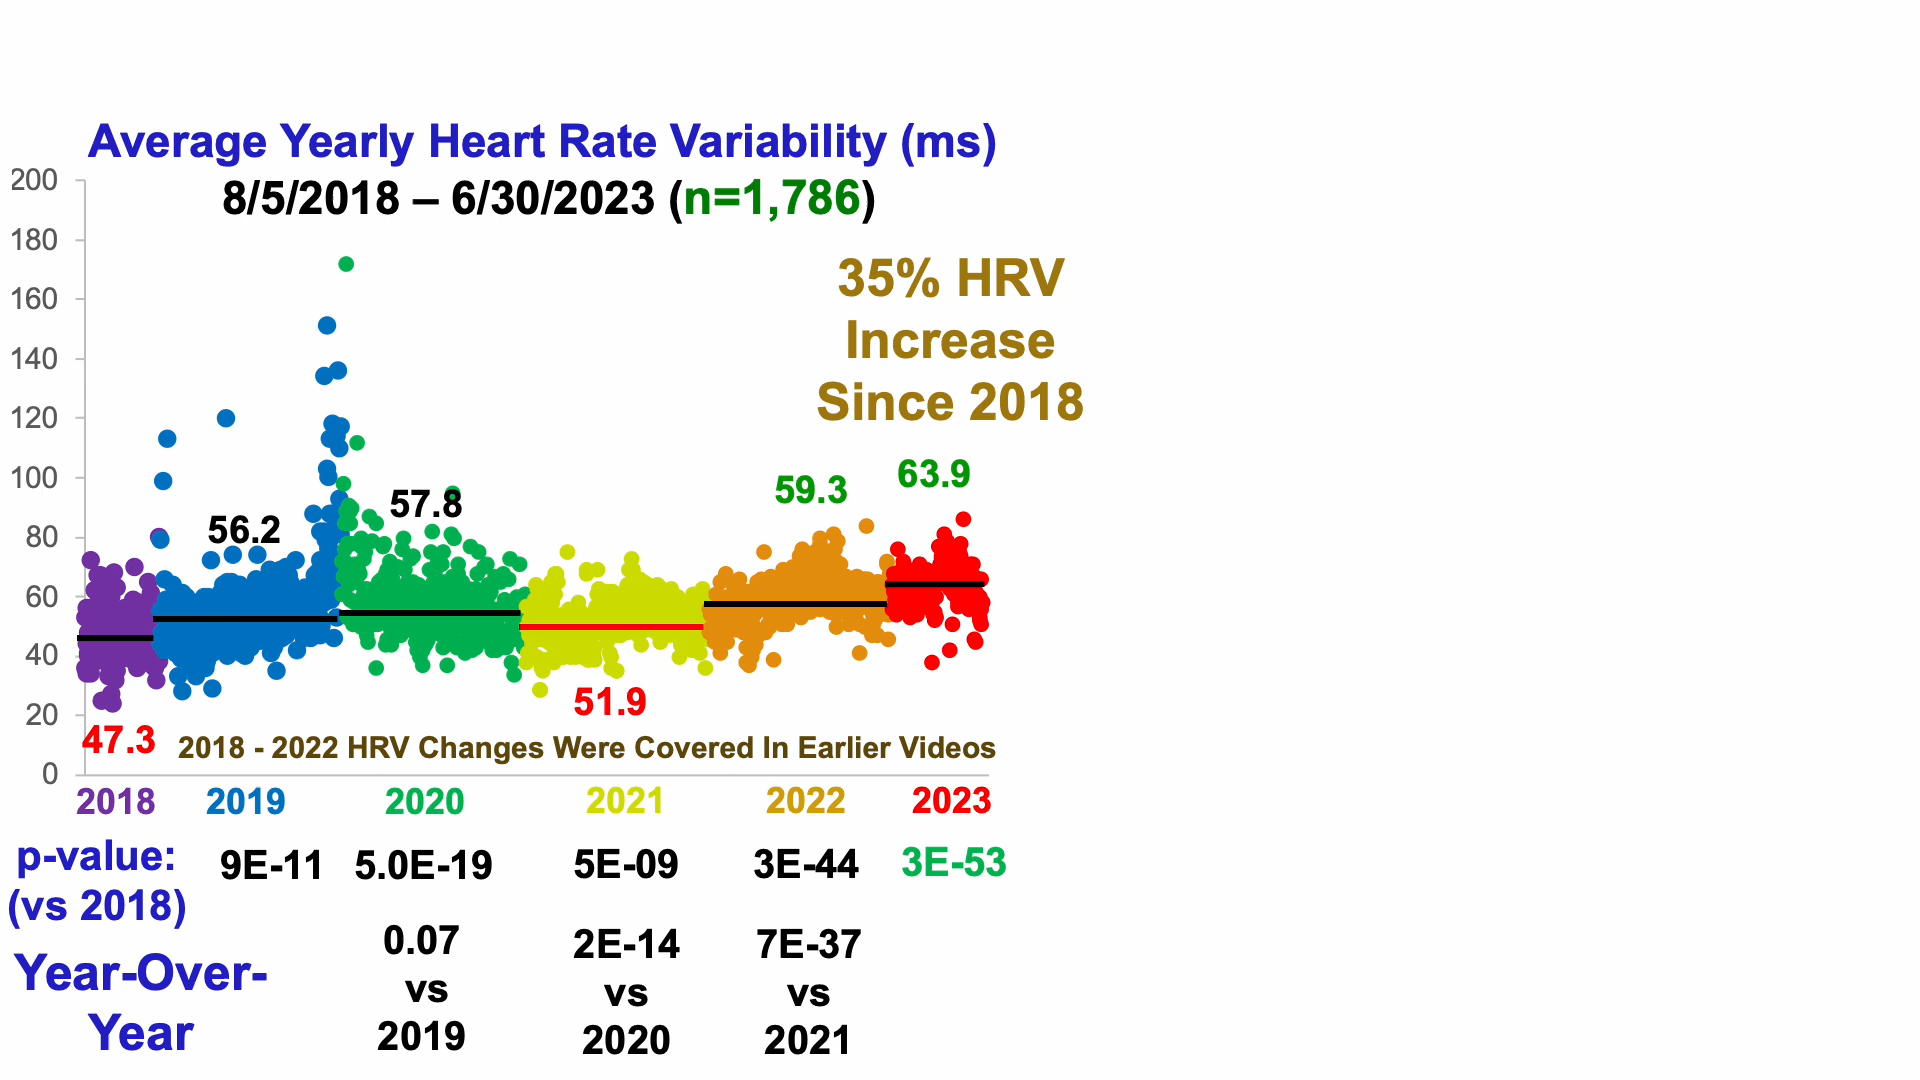 Average Yearly Heart Rate Variability (ms)
8/5/2018 – 6/30/2023 (n=1,786)
200
180
160
140
120
100
80
60
40
20
0
35% HRV
Increase
Since 2018
47.3
56.2
57.8
51.9
59.3
63.9
2018 - 2022 HRV Changes Were Covered In Earlier Videos
2018 2019 2020 2021 2022 2023
p-value: 9E-11 5.0E-19 5E-09 3E-44 3E-53
(vs 2018)
Year-Over-
Year
0.07
vs
2019
2E-14
vs
2020
7E-37
vs
2021